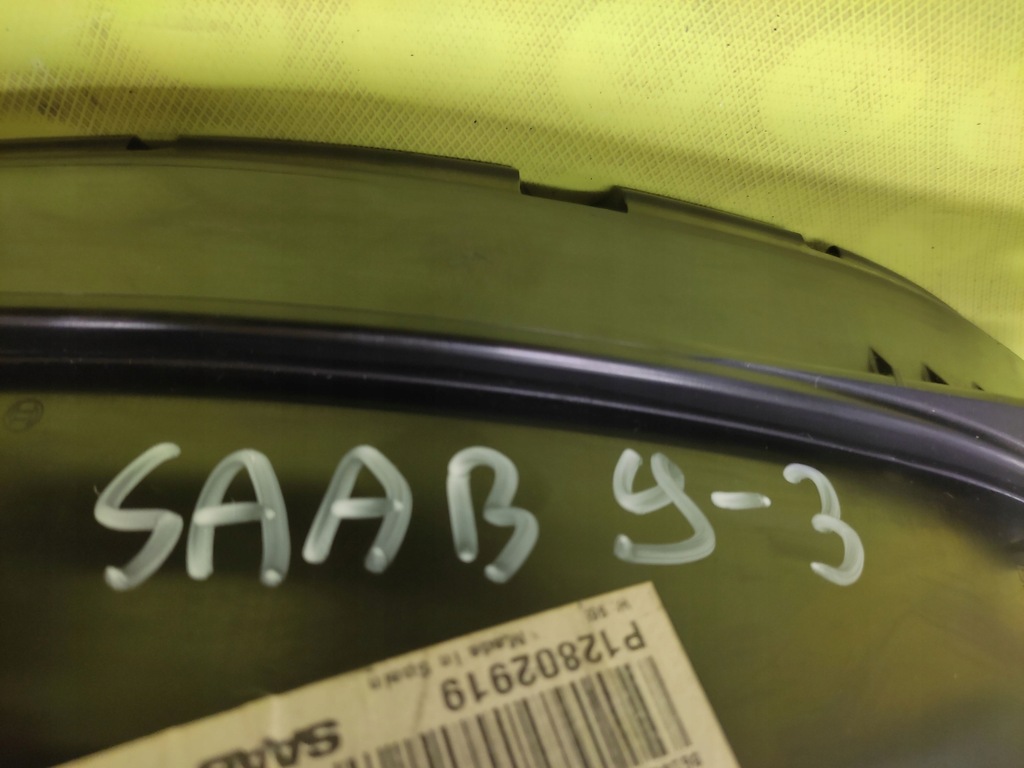 SAAB 9-3
P12802919
Made in Spain
SAAB